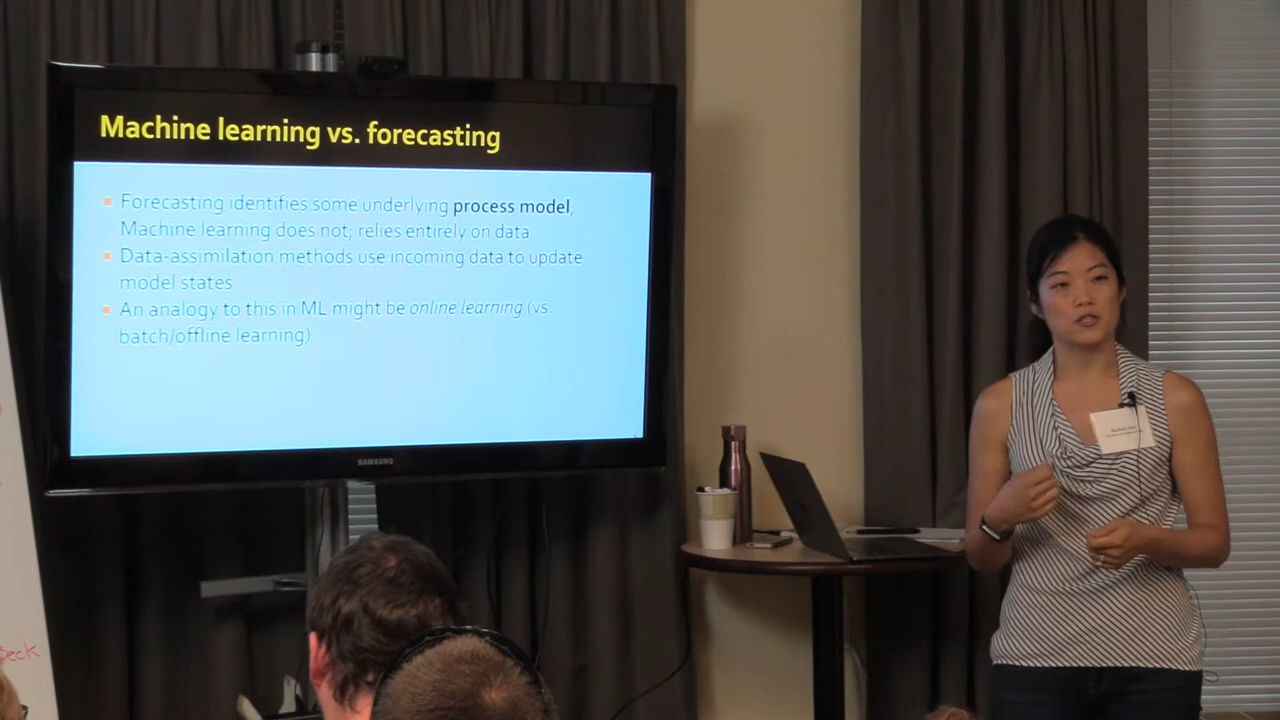 Machine learning vs. forecasting
Forecasting identifies some underlying process model,
Machine learning does not; relies entirely on data
Data-assimilation methods use incoming data to update
model states
An analogy to this in ML might be online learning (vs.
batch/offline learning)
SAMSUNG